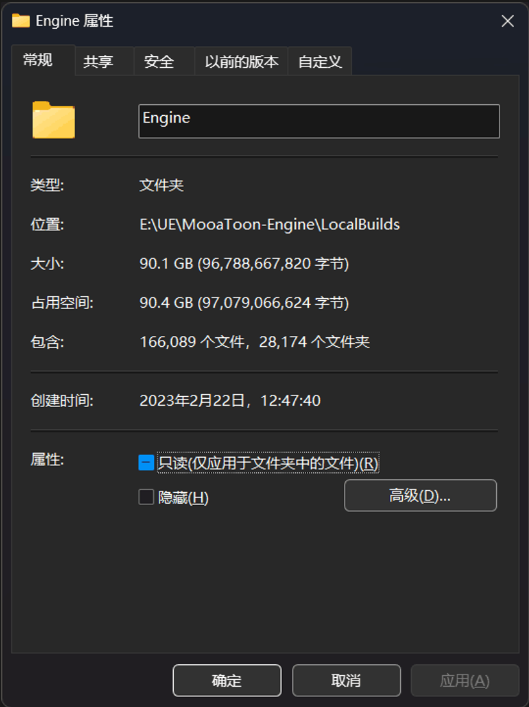 Engine 属性
常规 共享 安全 以前的版本 自定义
Engine
类型: 文件夹
位置: E:\UE\MooaToon-Engine\LocalBuilds
大小: 90.1 GB (96,788,667,820 字节)
占用空间: 90.4 GB (97,079,066,624 字节)
包含: 166,089 个文件，28,174 个文件夹
创建时间: 2023年2月22日，12:47:40
属性: 只读(仅应用于文件夹中的文件)(R)
隐藏(H) 高级(D)...
确定 取消 应用(A)